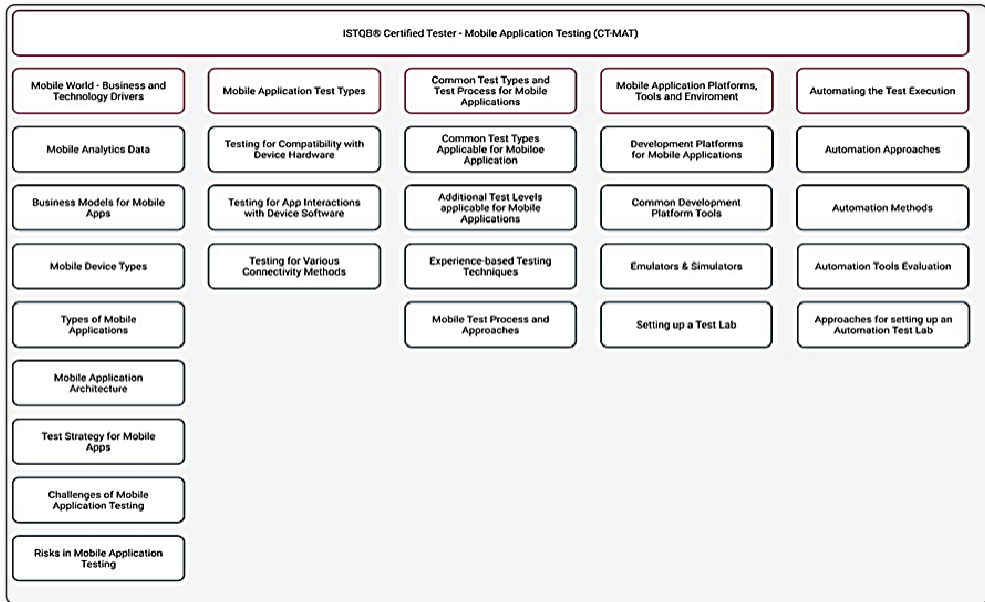 ISTQB® Certified Tester - Mobile Application Testing (CT-MAT)
Mobile World - Business and
Technology Drivers
Mobile Analytics Data
Business Models for Mobile
Apps
Mobile Device Types
Types of Mobile
Applications
Mobile Application
Architecture
Test Strategy for Mobile
Apps
Challenges of Mobile
Application Testing
Risks in Mobile Application
Testing
Mobile Application Test Types
Testing for Compatibility with
Device Hardware
Testing for App Interactions
with Device Software
Testing for Various
Connectivity Methods
Common Test Types and
Test Process for Mobile
Applications
Common Test Types
Applicable for Mobiloe
Application
Additional Test Levels
applicable for Mobile
Applications
Experience-based Testing
Techniques
Mobile Test Process and
Approaches
Mobile Application Platforms,
Tools and Enviroment
Development Platforms
for Mobile Applications
Common Development
Platform Tools
Emulators & Simulators
Setting up a Test Lab
Automating the Test Execution
Automation Approaches
Automation Methods
Automation Tools Evaluation
Approaches for setting up an
Automation Test Lab